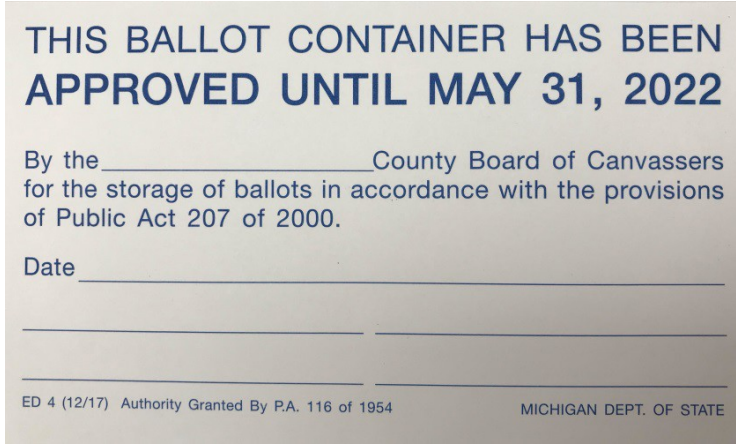 THIS BALLOT CONTAINER HAS BEEN
APPROVED UNTIL MAY 31, 2022
By the____________________County Board of Canvassers
for the storage of ballots in accordance with the provisions
of Public Act 207 of 2000.
Date
ED 4 (12/17) Authority Granted By P.A. 116 of 1954 MICHIGAN DEPT. OF STATE